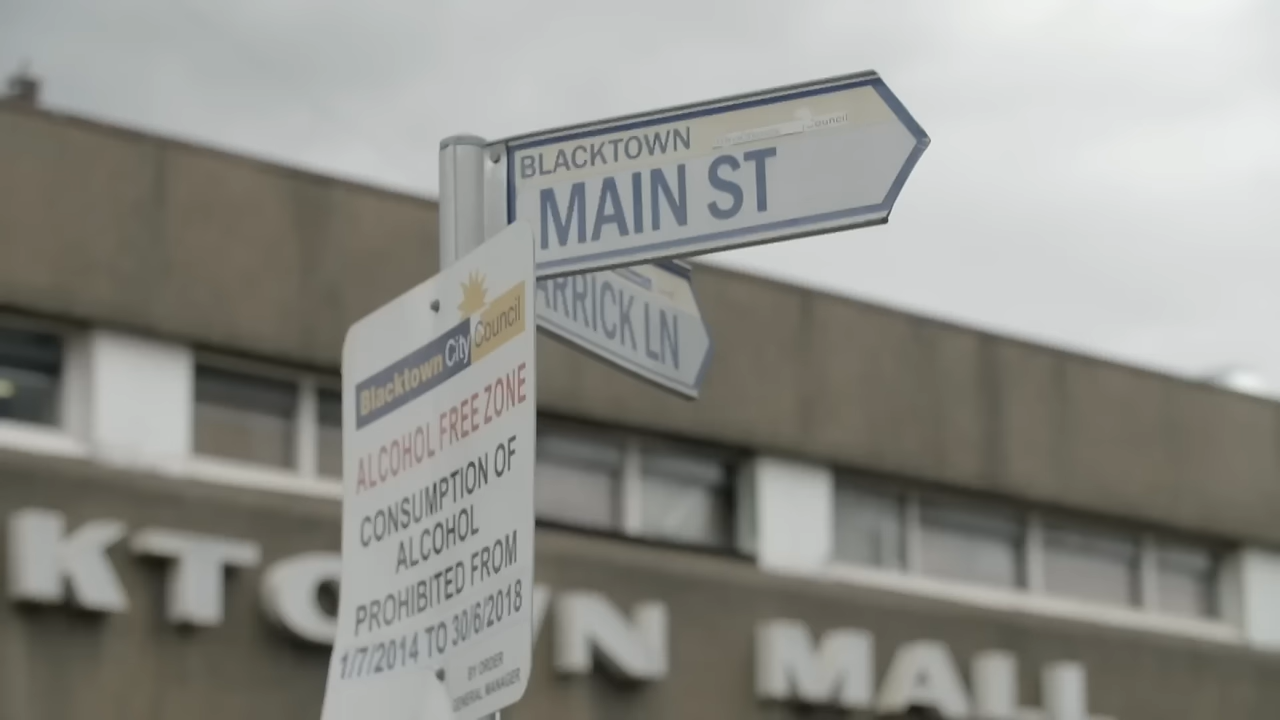 BLACKTOWN
Council
MAIN ST
ARRICK LN
Blacktown City Council
ALCOHOL FREE ZONE
CONSUMPTION OF
ALCOHOL
PROHIBITED FROM
1/7/2014 TO 30/6/2018
BY ORDER
GENERAL MANAGER
KTOWN MALL